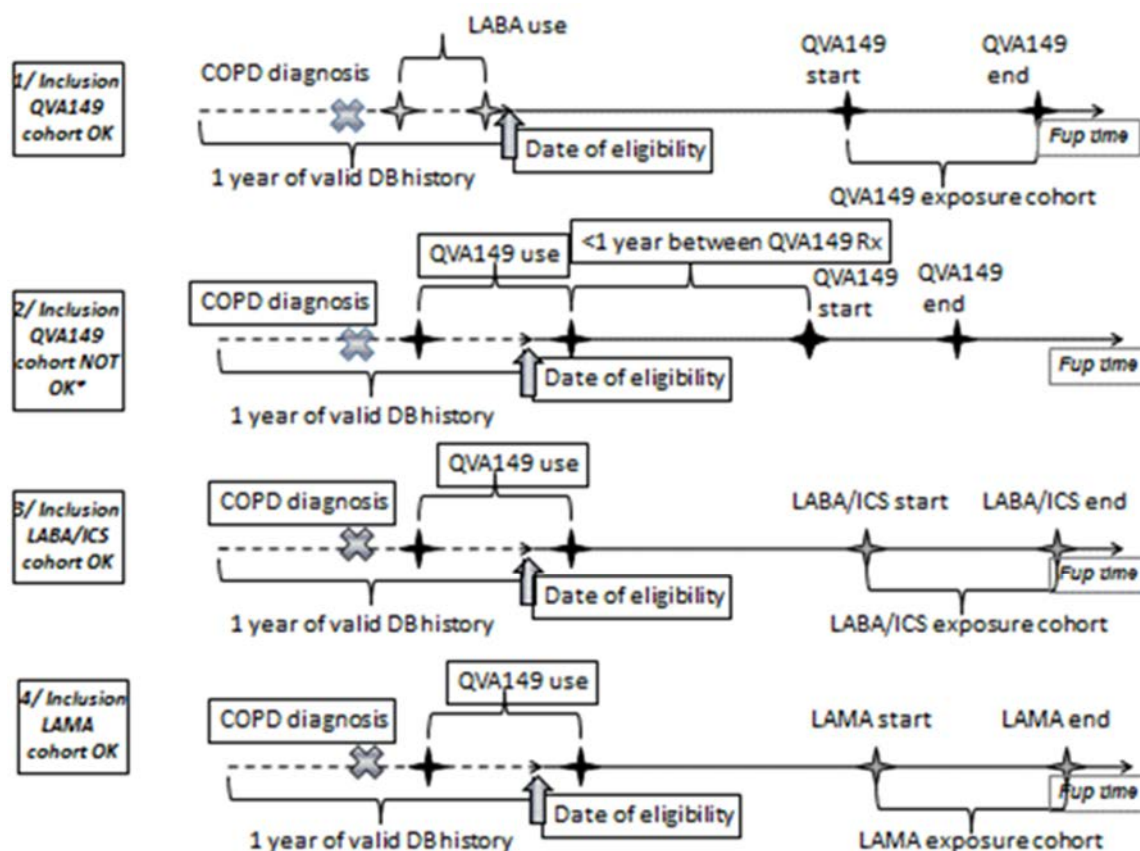 LABA use
COPD diagnosis
QVA149
start
QVA149
end
1/ Inclusion
QVA149
cohort OK
Fup time
Date of eligibility
1 year of valid DB history
QVA149 exposure cohort
QVA149 use
<1 year between QVA149 Rx
COPD diagnosis
QVA149
start
QVA149
end
2/ Inclusion
QVA149
cohort NOT
OK*
Fup time
Date of eligibility
1 year of valid DB history
QVA149 use
COPD diagnosis
LABA/ICS start
LABA/ICS end
3/ Inclusion
LABA/ICS
cohort OK
Fup time
Date of eligibility
1 year of valid DB history
LABA/ICS exposure cohort
QVA149 use
COPD diagnosis
LAMA start
LAMA end
4/ Inclusion
LAMA
cohort OK
Fup time
Date of eligibility
1 year of valid DB history
LAMA exposure cohort